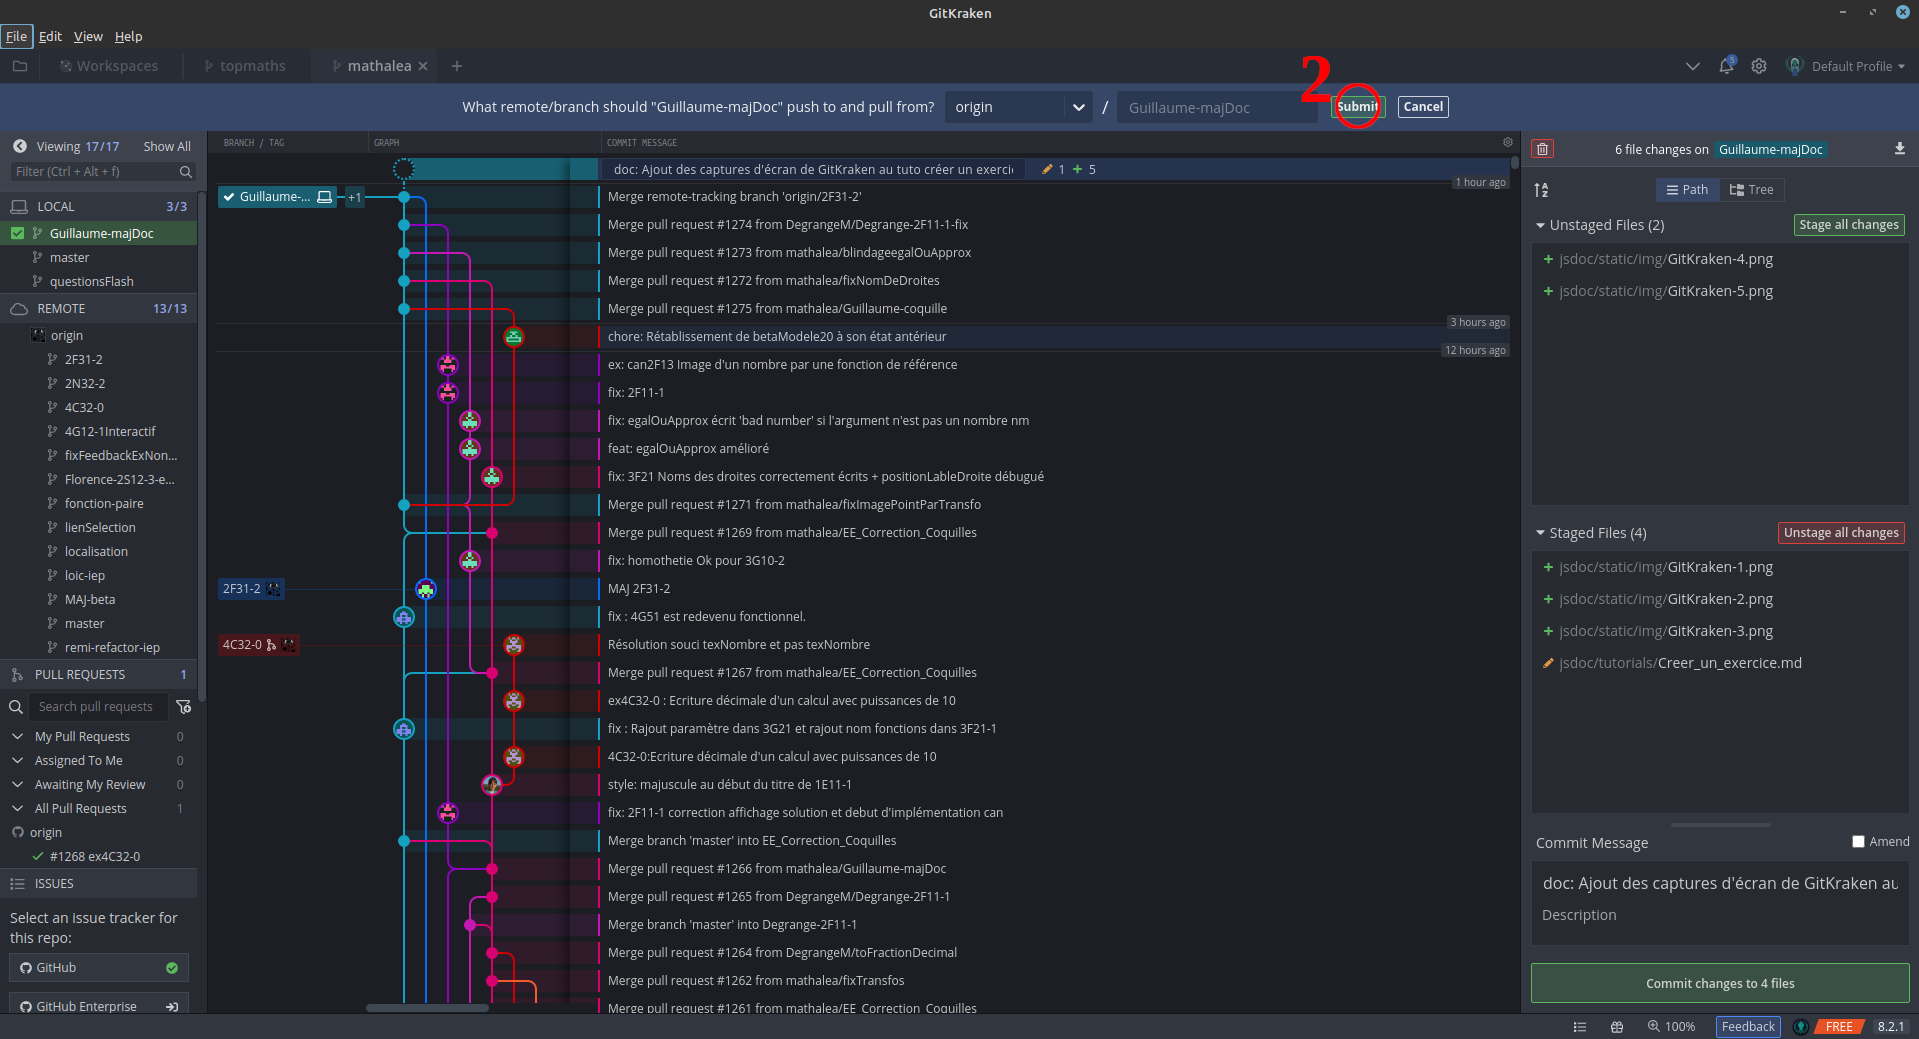 GitKraken
File Edit View Help
Workspaces topmaths mathalea
Default Profile
5
What remote/branch should "Guillaume-majDoc" push to and pull from? origin / Guillaume-majDoc Submit Cancel
2
Viewing 17/17 Show All
Filter (Ctrl + Alt + f)
LOCAL 3/3
Guillaume-majDoc
master
questionsFlash
REMOTE 13/13
origin
2F31-2
2N32-2
4C32-0
4G12-1Interactif
fixFeedbackExNon...
Florence-2S12-3-e...
fonction-paire
lienSelection
localisation
loic-iep
MAJ-beta
master
remi-refactor-iep
PULL REQUESTS 1
Search pull requests
My Pull Requests 0
Assigned To Me 0
Awaiting My Review 0
All Pull Requests 1
origin
#1268 ex4C32-0
ISSUES
Select an issue tracker for
this repo:
GitHub
GitHub Enterprise
BRANCH / TAG GRAPH COMMIT MESSAGE
doc: Ajout des captures d'écran de GitKraken au tuto créer un exerci 1 + 5
1 hour ago
Guillaume-... +1 Merge remote-tracking branch 'origin/2F31-2'
Merge pull request #1274 from DegrangeM/Degrange-2F11-1-fix
Merge pull request #1273 from mathalea/blindageegalOuApprox
Merge pull request #1272 from mathalea/fixNomDeDroites
Merge pull request #1275 from mathalea/Guillaume-coquille
3 hours ago
chore: Rétablissement de betaModele20 à son état antérieur
12 hours ago
ex: can2F13 Image d'un nombre par une fonction de référence
fix: 2F11-1
fix: egalOuApprox écrit 'bad number' si l'argument n'est pas un nombre nm
feat: egalOuApprox amélioré
fix: 3F21 Noms des droites correctement écrits + positionLableDroite débugué
Merge pull request #1271 from mathalea/fixImagePointParTransfo
Merge pull request #1269 from mathalea/EE_Correction_Coquilles
fix: homothetie Ok pour 3G10-2
2F31-2 MAJ 2F31-2
fix : 4G51 est redevenu fonctionnel.
4C32-0 Résolution souci texNombre et pas texNombre
Merge pull request #1267 from mathalea/EE_Correction_Coquilles
ex4C32-0 : Ecriture décimale d'un calcul avec puissances de 10
fix : Rajout paramètre dans 3G21 et rajout nom fonctions dans 3F21-1
4C32-0:Ecriture décimale d'un calcul avec puissances de 10
style: majuscule au début du titre de 1E11-1
fix: 2F11-1 correction affichage solution et debut d'implémentation can
Merge branch 'master' into EE_Correction_Coquilles
Merge pull request #1266 from mathalea/Guillaume-majDoc
Merge pull request #1265 from DegrangeM/Degrange-2F11-1
Merge branch 'master' into Degrange-2F11-1
Merge pull request #1264 from DegrangeM/toFractionDecimal
Merge pull request #1262 from mathalea/fixTransfos
Merge pull request #1261 from mathalea/EE_Correction_Coquilles
6 file changes on Guillaume-majDoc
Path Tree
Unstaged Files (2) Stage all changes
+ jsdoc/static/img/GitKraken-4.png
+ jsdoc/static/img/GitKraken-5.png
Staged Files (4) Unstage all changes
+ jsdoc/static/img/GitKraken-1.png
+ jsdoc/static/img/GitKraken-2.png
+ jsdoc/static/img/GitKraken-3.png
jsdoc/tutorials/Creer_un_exercice.md
Commit Message Amend
doc: Ajout des captures d'écran de GitKraken au
Description
Commit changes to 4 files
100% Feedback FREE 8.2.1